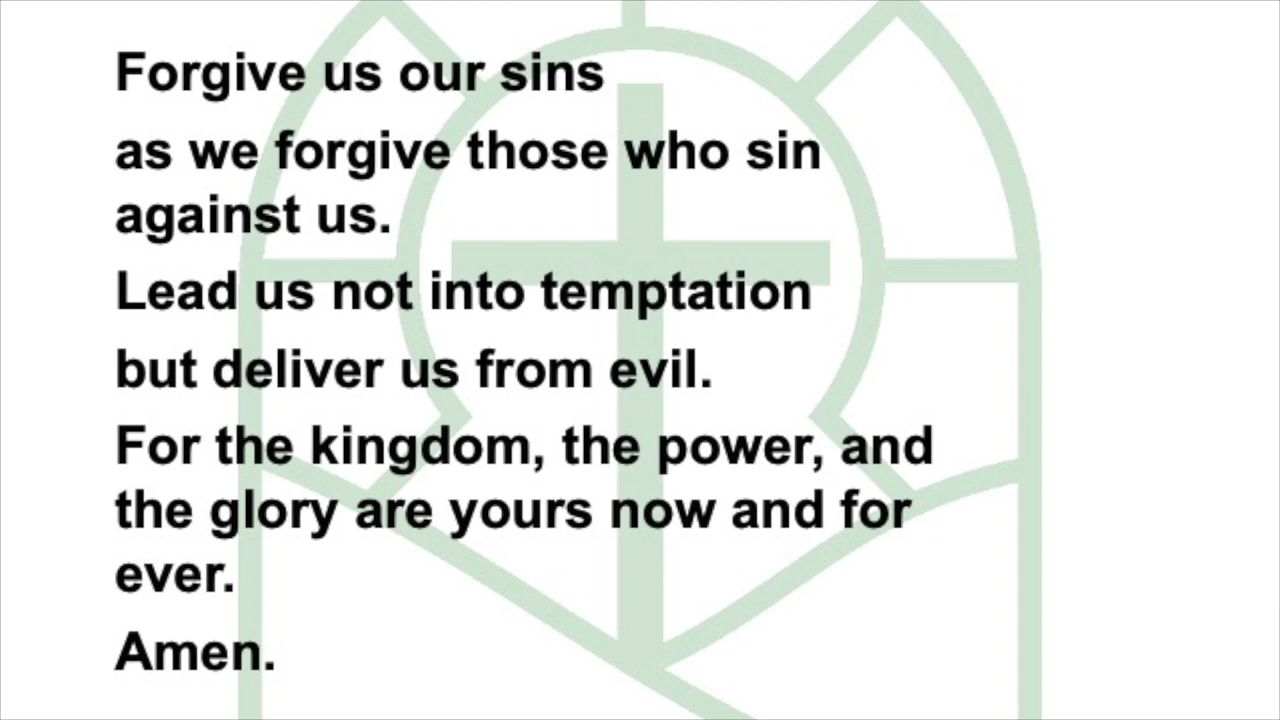 Forgive us our sins
as we forgive those who sin
against us.
Lead us not into temptation
but deliver us from evil.
For the kingdom, the power, and
the glory are yours now and for
ever.
Amen.